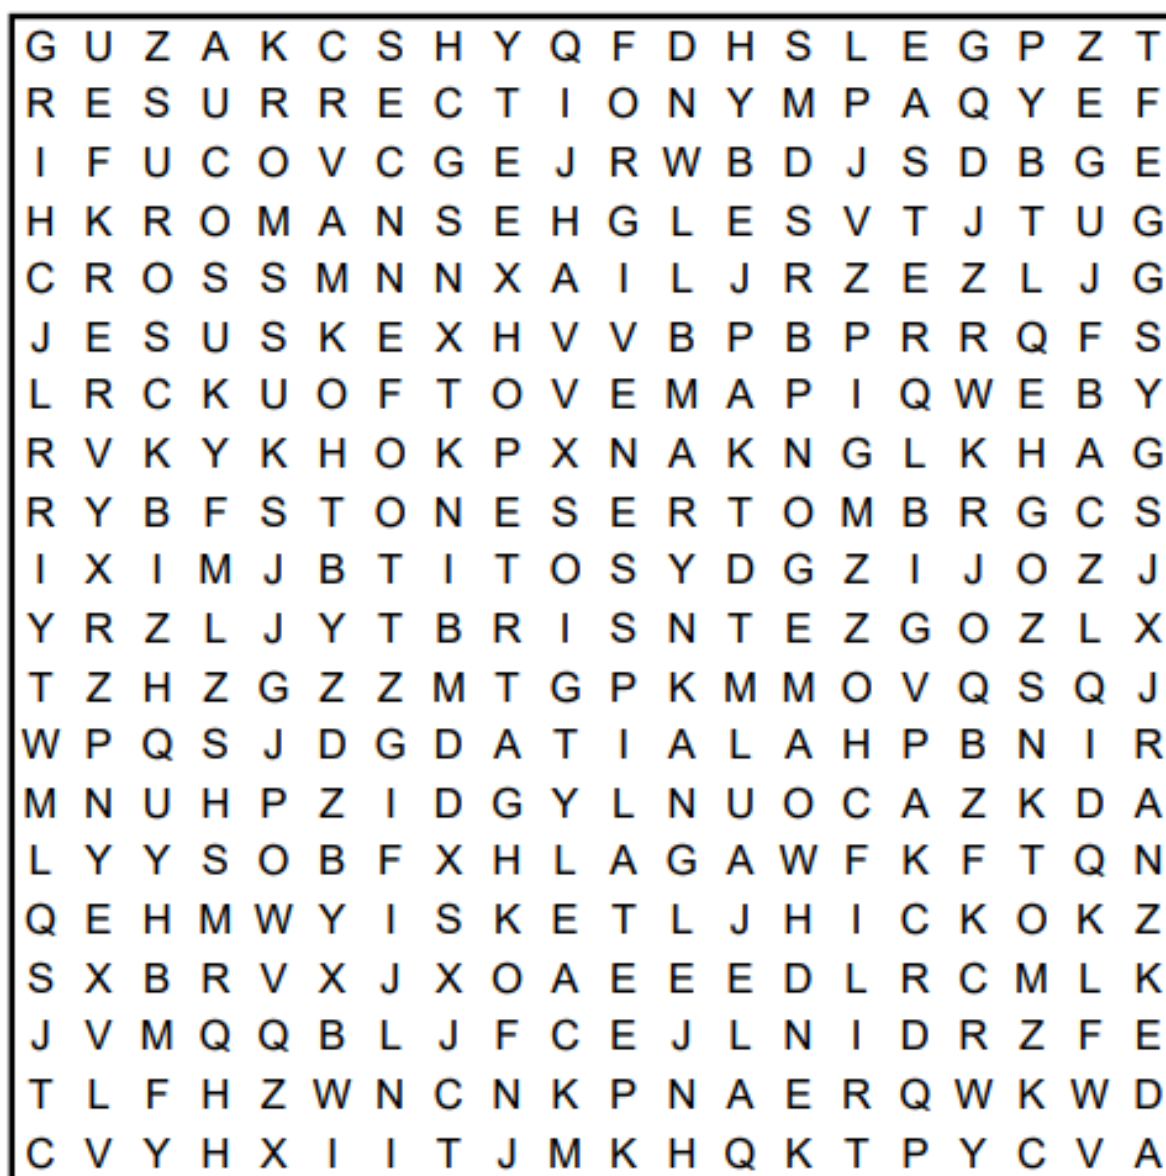 G U Z A K C S H Y Q F D H S L E G P Z T
R E S U R R E C T I O N Y M P A Q Y E F
I F U C O V C G E J R W B D J S D B G E
H K R O M A N S E H G L E S V T J T U G
C R O S S M N N X A I L J R Z E Z L J G
J E S U S K E X H V V B P B P R R Q F S
L R C K U O F T O V E M A P I Q W E B Y
R V K Y K H O K P X N A K N G L K H A G
R Y B F S T O N E S E R T O M B R G C S
I X I M J B T I T O S Y D G Z I J O Z J
Y R Z L J Y T B R I S N T E Z G O Z L X
T Z H Z G Z Z M T G P K M M O V Q S Q J
W P Q S J D G D A T I A L A H P B N I R
M N U H P Z I D G Y L N U O C A Z K D A
L Y Y S O B F X H L A G A W F K F T Q N
Q E H M W Y I S K E T L J H I C K O K Z
S X B R V X J X O A E E E D L R C M L K
J V M Q Q B L J F C E J L N I D R Z F E
T L F H Z W N C N K P N A E R Q W K W D
C V Y H X I I T J M K H Q K T P Y C V A